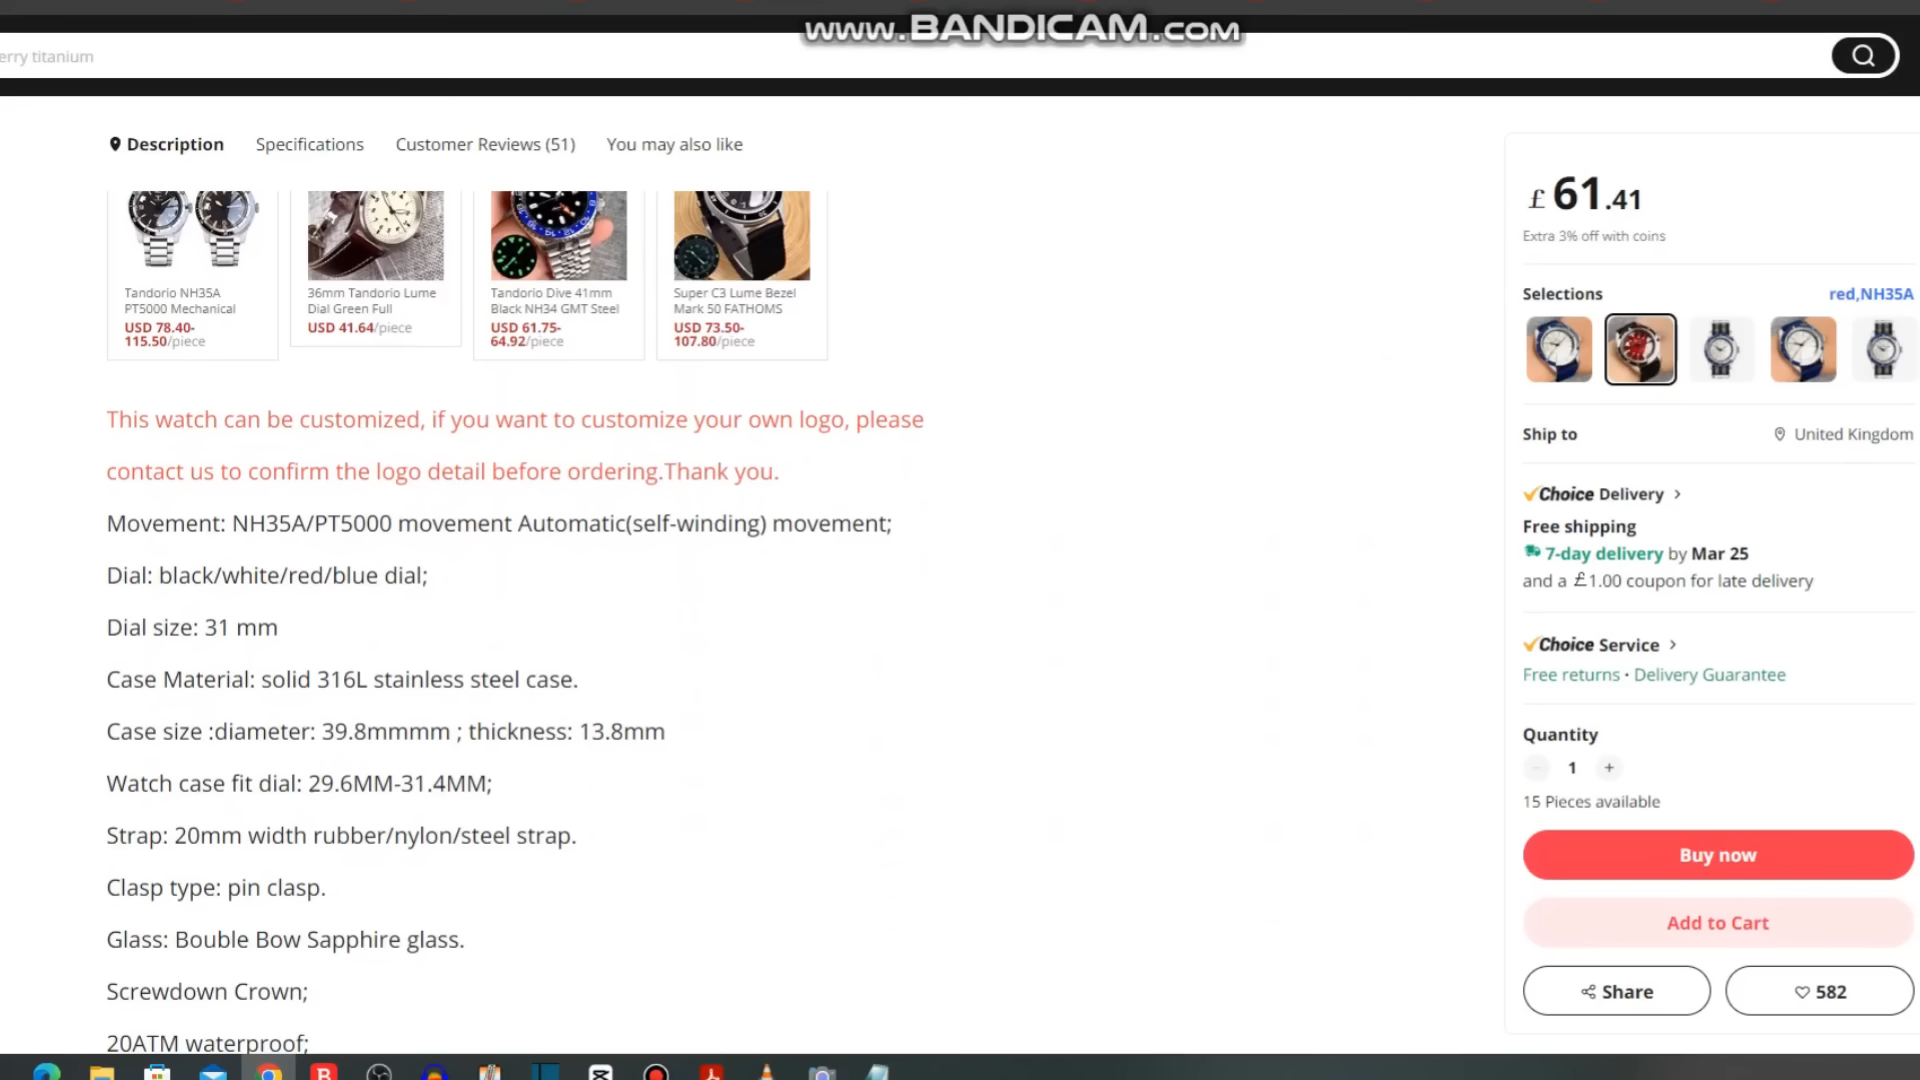 www.BANDICAM.com
erry titanium
Description Specifications Customer Reviews (51) You may also like
Tandorio NH35A
PT5000 Mechanical
USD 78.40-
115.50/piece
36mm Tandorio Lume
Dial Green Full
USD 41.64/piece
Tandorio Dive 41mm
Black NH34 GMT Steel
USD 61.75-
64.92/piece
Super C3 Lume Bezel
Mark 50 FATHOMS
USD 73.50-
107.80/piece
This watch can be customized, if you want to customize your own logo, please
contact us to confirm the logo detail before ordering.Thank you.
Movement: NH35A/PT5000 movement Automatic(self-winding) movement;
Dial: black/white/red/blue dial;
Dial size: 31 mm
Case Material: solid 316L stainless steel case.
Case size :diameter: 39.8mmmm ; thickness: 13.8mm
Watch case fit dial: 29.6MM-31.4MM;
Strap: 20mm width rubber/nylon/steel strap.
Clasp type: pin clasp.
Glass: Bouble Bow Sapphire glass.
Screwdown Crown;
20ATM waterproof;
£61.41
Extra 3% off with coins
Selections red,NH35A
Ship to United Kingdom
Choice Delivery >
Free shipping
7-day delivery by Mar 25
and a £1.00 coupon for late delivery
Choice Service >
Free returns • Delivery Guarantee
Quantity
- 1 +
15 Pieces available
Buy now
Add to Cart
Share 582